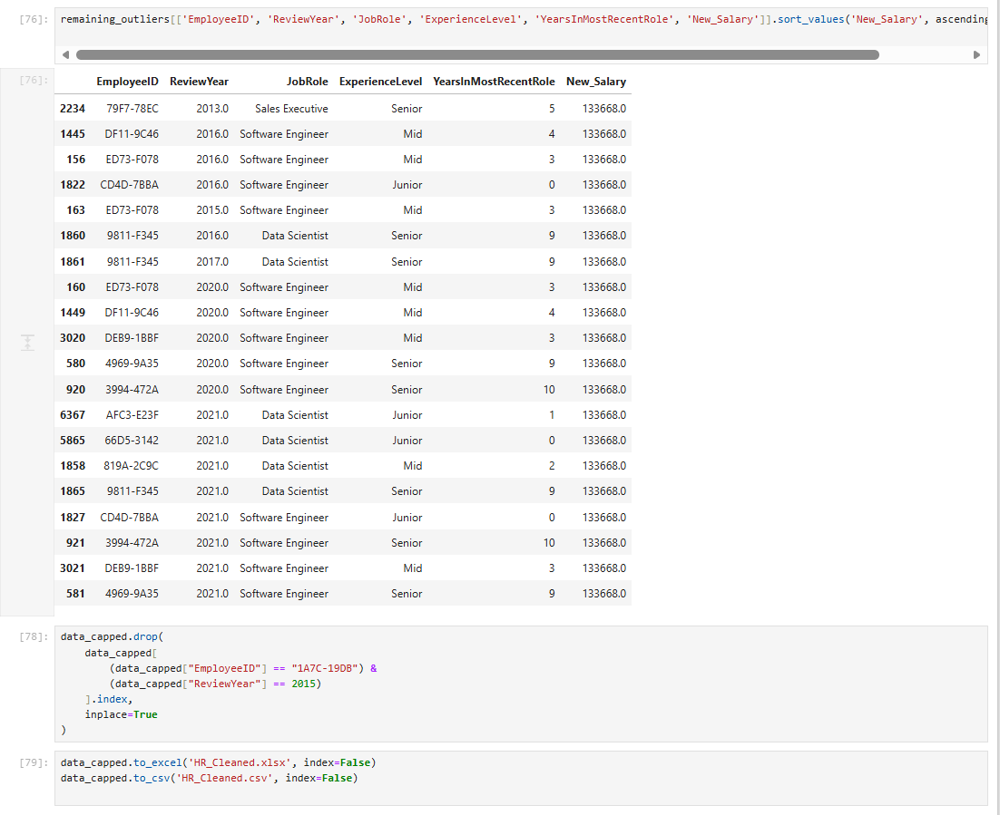 [76]: remaining_outliers[['EmployeeID', 'ReviewYear', 'JobRole', 'ExperienceLevel', 'YearsInMostRecentRole', 'New_Salary']].sort_values('New_Salary', ascending
[76]: EmployeeID ReviewYear JobRole ExperienceLevel YearsInMostRecentRole New_Salary
2234 79F7-78EC 2013.0 Sales Executive Senior 5 133668.0
1445 DF11-9C46 2016.0 Software Engineer Mid 4 133668.0
156 ED73-F078 2016.0 Software Engineer Mid 3 133668.0
1822 CD4D-7BBA 2016.0 Software Engineer Junior 0 133668.0
163 ED73-F078 2015.0 Software Engineer Mid 3 133668.0
1860 9811-F345 2016.0 Data Scientist Senior 9 133668.0
1861 9811-F345 2017.0 Data Scientist Senior 9 133668.0
160 ED73-F078 2020.0 Software Engineer Mid 3 133668.0
1449 DF11-9C46 2020.0 Software Engineer Mid 4 133668.0
3020 DEB9-1BBF 2020.0 Software Engineer Mid 3 133668.0
580 4969-9A35 2020.0 Software Engineer Senior 9 133668.0
920 3994-472A 2020.0 Software Engineer Senior 10 133668.0
6367 AFC3-E23F 2021.0 Data Scientist Junior 1 133668.0
5865 66D5-3142 2021.0 Data Scientist Junior 0 133668.0
1858 819A-2C9C 2021.0 Data Scientist Mid 2 133668.0
1865 9811-F345 2021.0 Data Scientist Senior 9 133668.0
1827 CD4D-7BBA 2021.0 Software Engineer Junior 0 133668.0
921 3994-472A 2021.0 Software Engineer Senior 10 133668.0
3021 DEB9-1BBF 2021.0 Software Engineer Mid 3 133668.0
581 4969-9A35 2021.0 Software Engineer Senior 9 133668.0
[78]: data_capped.drop(
data_capped[
(data_capped["EmployeeID"] == "1A7C-19DB") &
(data_capped["ReviewYear"] == 2015)
].index,
inplace=True
)
[79]: data_capped.to_excel('HR_Cleaned.xlsx', index=False)
data_capped.to_csv('HR_Cleaned.csv', index=False)